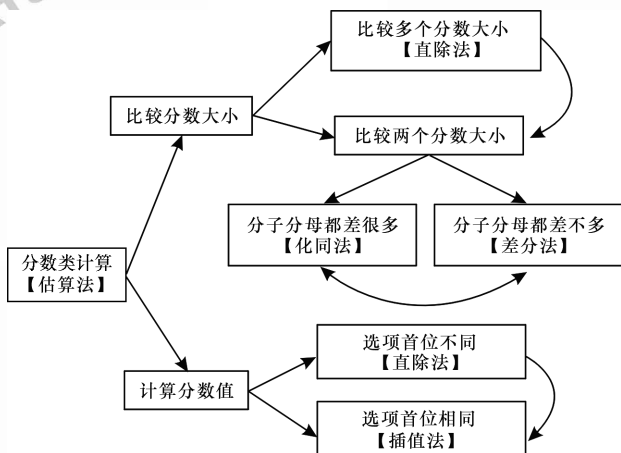 比较多个分数大小
【直除法】
比较分数大小
比较两个分数大小
分子分母都差很多
【化同法】
分子分母都差不多
【差分法】
分数类计算
【估算法】
选项首位不同
【直除法】
计算分数值
选项首位相同
【插值法】